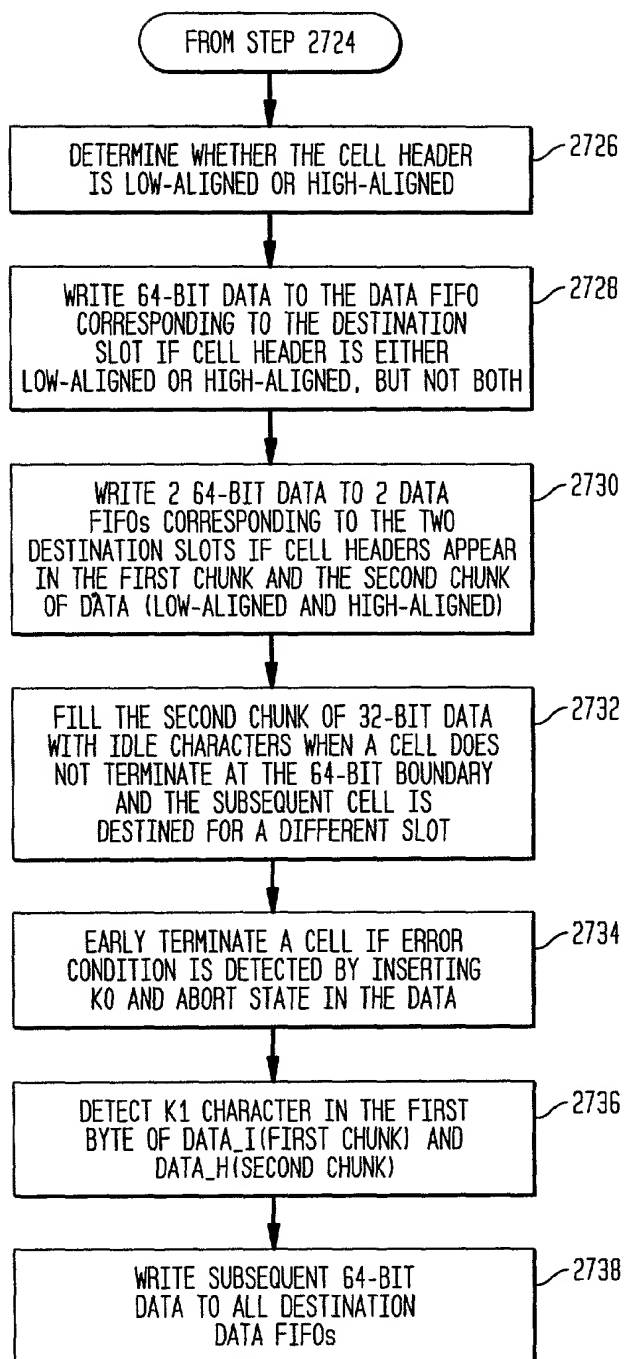 FROM STEP 2724
DETERMINE WHETHER THE CELL HEADER
IS LOW-ALIGNED OR HIGH-ALIGNED
2726
WRITE 64-BIT DATA TO THE DATA FIFO
CORRESPONDING TO THE DESTINATION
SLOT IF CELL HEADER IS EITHER
LOW-ALIGNED OR HIGH-ALIGNED, BUT NOT BOTH
2728
WRITE 2 64-BIT DATA TO 2 DATA
FIFOs CORRESPONDING TO THE TWO
DESTINATION SLOTS IF CELL HEADERS APPEAR
IN THE FIRST CHUNK AND THE SECOND CHUNK
OF DATA (LOW-ALIGNED AND HIGH-ALIGNED)
2730
FILL THE SECOND CHUNK OF 32-BIT DATA
WITH IDLE CHARACTERS WHEN A CELL DOES
NOT TERMINATE AT THE 64-BIT BOUNDARY
AND THE SUBSEQUENT CELL IS
DESTINED FOR A DIFFERENT SLOT
2732
EARLY TERMINATE A CELL IF ERROR
CONDITION IS DETECTED BY INSERTING
K0 AND ABORT STATE IN THE DATA
2734
DETECT K1 CHARACTER IN THE FIRST
BYTE OF DATA_I(FIRST CHUNK) AND
DATA_H(SECOND CHUNK)
2736
WRITE SUBSEQUENT 64-BIT
DATA TO ALL DESTINATION
DATA FIFOs
2738